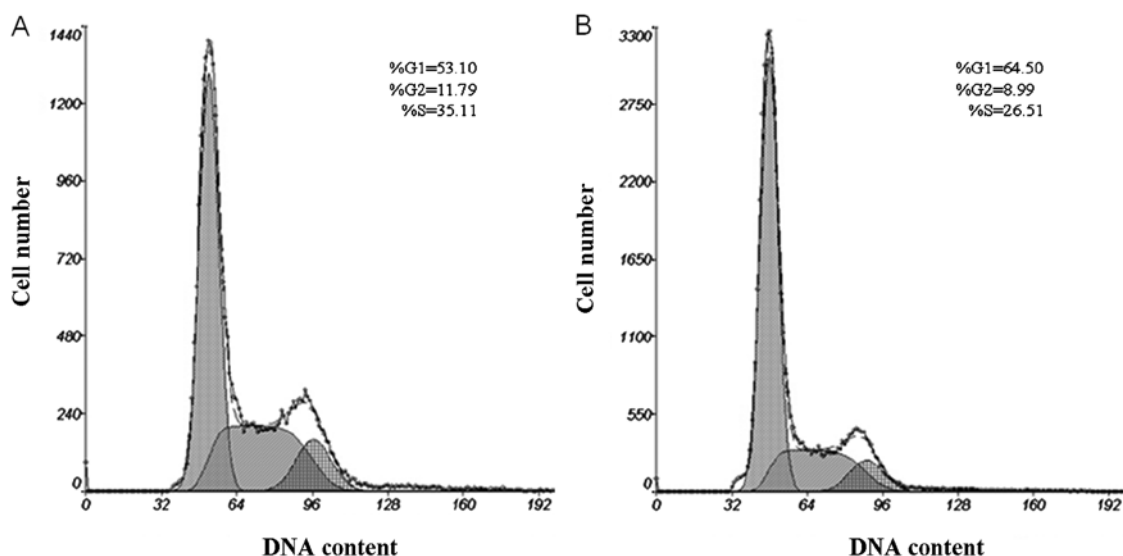 A
1440
1200
960
720
480
240
0
Cell number
%G1=53.10
%G2=11.79
%S=35.11
0 32 64 96 128 160 192
DNA content
B
3300
2750
2200
1650
1100
550
0
Cell number
%G1=64.50
%G2=8.99
%S=26.51
0 32 64 96 128 160 192
DNA content